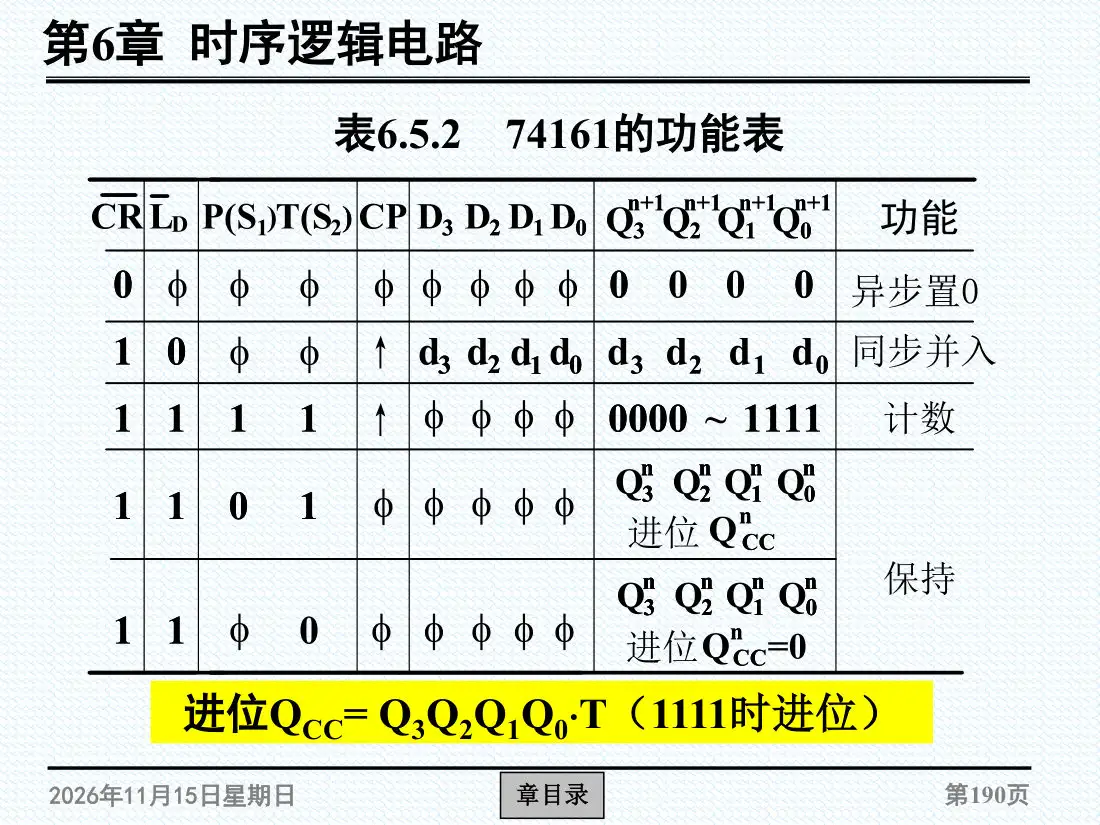 第6章 时序逻辑电路
表6.5.2 74161的功能表
C̅R̅ L̅D P(S1)T(S2) CP D3 D2 D1 D0 Q3n+1Q2n+1Q1n+1Q0n+1 功能
0 ϕ ϕ ϕ ϕ ϕ ϕ ϕ ϕ 0 0 0 0 异步置0
1 0 ϕ ϕ ↑ d3 d2 d1 d0 d3 d2 d1 d0 同步并入
1 1 1 1 ↑ ϕ ϕ ϕ ϕ 0000 ~ 1111 计数
1 1 0 1 ϕ ϕ ϕ ϕ ϕ Q3n Q2n Q1n Q0n
进位 QnCC
保持
1 1 ϕ 0 ϕ ϕ ϕ ϕ ϕ Q3n Q2n Q1n Q0n
进位QnCC=0
进位QCC= Q3Q2Q1Q0·T（1111时进位）
2026年11月15日星期日 章目录 第190页